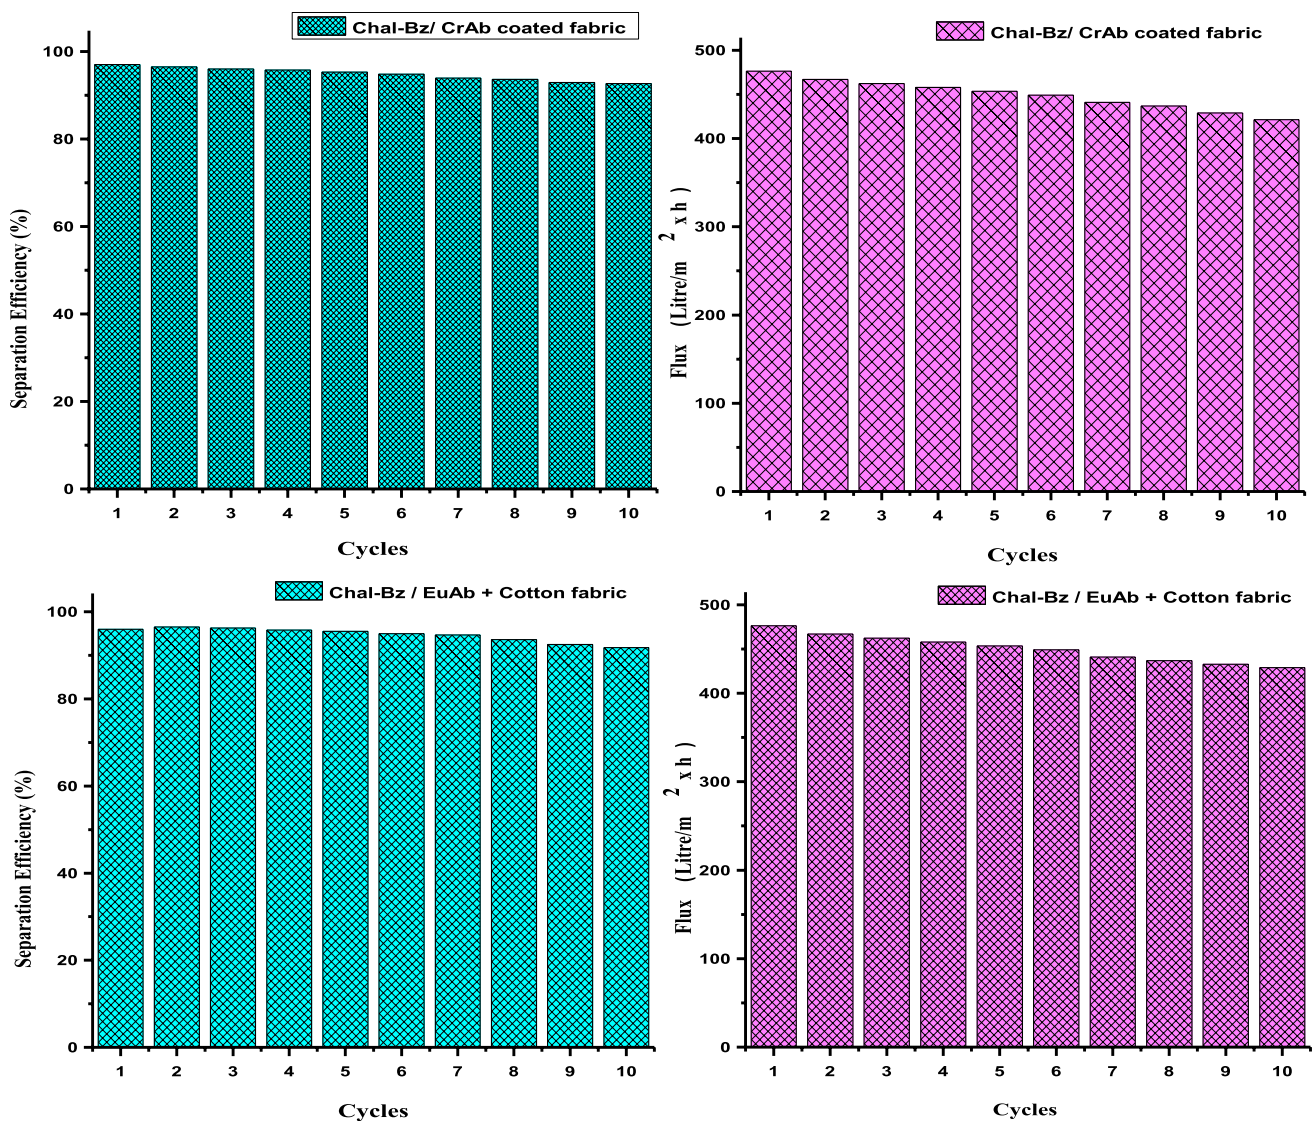 Chal-Bz/ CrAb coated fabric
Separation Efficiency (%)
100
80
60
40
20
0
1 2 3 4 5 6 7 8 9 10
Cycles
Chal-Bz/ CrAb coated fabric
Flux (Litre/m2 x h )
500
400
300
200
100
0
1 2 3 4 5 6 7 8 9 10
Cycles
Chal-Bz / EuAb + Cotton fabric
Separation Efficiency (%)
100
80
60
40
20
0
1 2 3 4 5 6 7 8 9 10
Cycles
Chal-Bz / EuAb + Cotton fabric
Flux (Litre/m2 x h )
500
400
300
200
100
0
1 2 3 4 5 6 7 8 9 10
Cycles